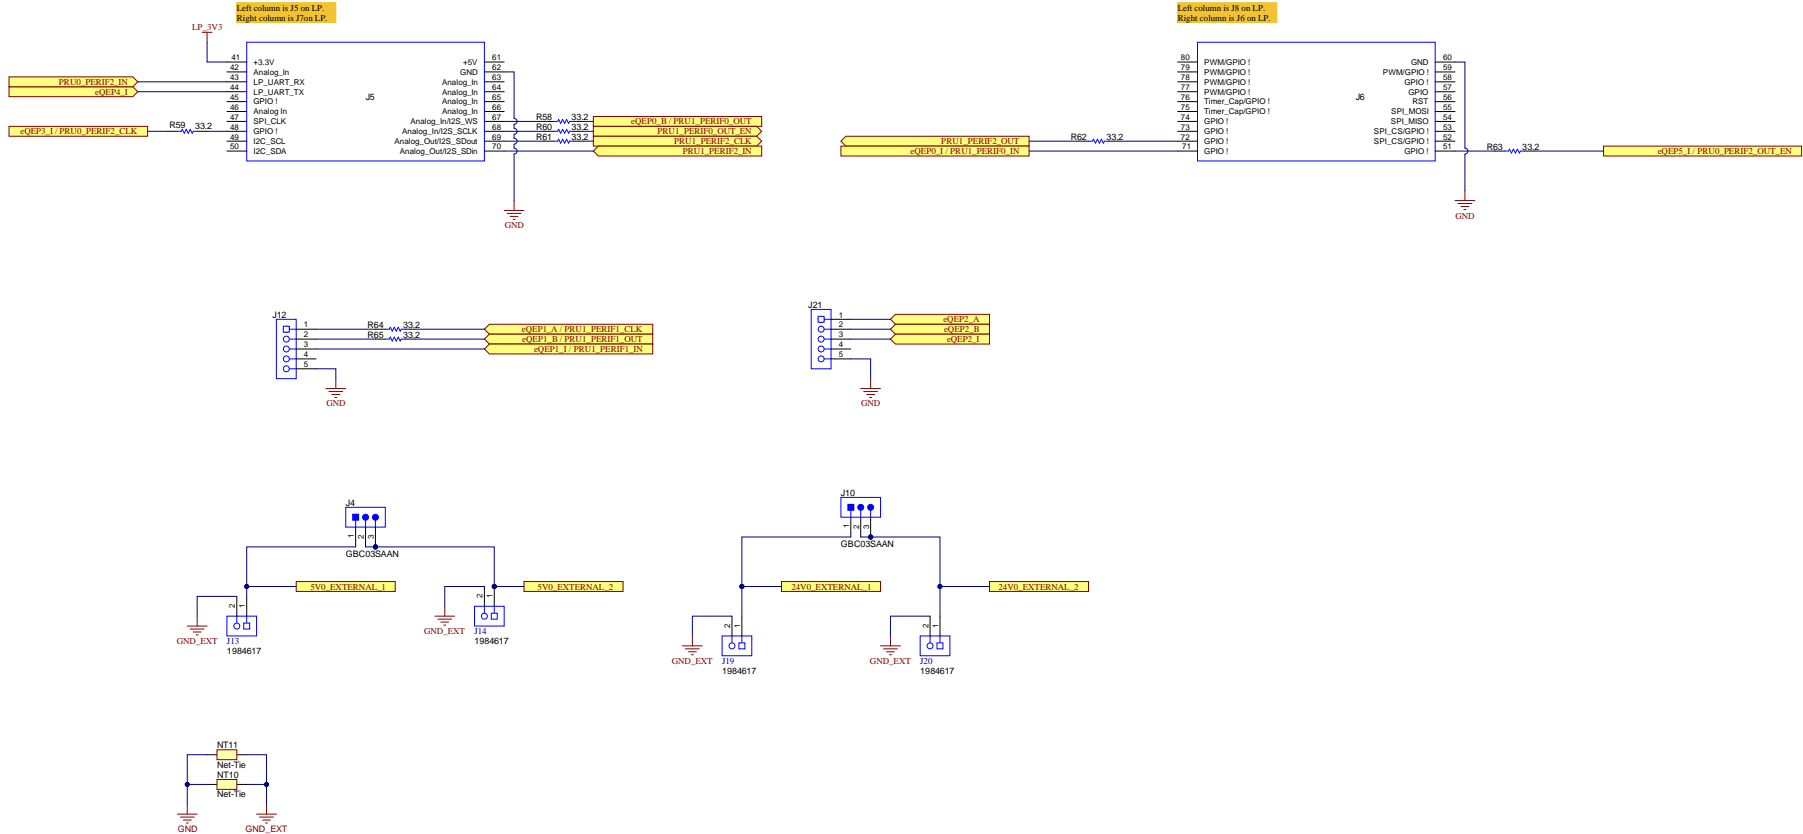 Left column is J5 on LP.
Right column is J7on LP.
LP_3V3
41 +3.3V
42 Analog_In
43 LP_UART_RX
44 LP_UART_TX
45 GPIO !
46 Analog In
47 SPI_CLK
48 GPIO !
49 I2C_SCL
50 I2C_SDA
J5
+5V 61
GND 62
Analog_In 63
Analog_In 64
Analog_In 65
Analog_In 66
Analog_In/I2S_WS 67
Analog_In/I2S_SCLK 68
Analog_Out/I2S_SDout 69
Analog_Out/I2S_SDin 70
PRU0_PERIF2_IN
eQEP4_I
eQEP3_I / PRU0_PERIF2_CLK
R59 33.2
R58 33.2
R60 33.2
R61 33.2
eQEP0_B / PRU1_PERIF0_OUT
PRU1_PERIF0_OUT_EN
PRU1_PERIF2_CLK
PRU1_PERIF2_IN
GND
Left column is J8 on LP.
Right column is J6 on LP.
80 PWM/GPIO !
79 PWM/GPIO !
78 PWM/GPIO !
77 PWM/GPIO !
76 Timer_Cap/GPIO !
75 Timer_Cap/GPIO !
74 GPIO !
73 GPIO !
72 GPIO !
71 GPIO !
J6
GND 60
PWM/GPIO ! 59
GPIO ! 58
GPIO 57
RST 56
SPI_MOSI 55
SPI_MISO 54
SPI_CS/GPIO ! 53
SPI_CS/GPIO ! 52
GPIO ! 51
PRU1_PERIF2_OUT
eQEP0_I / PRU1_PERIF0_IN
R62 33.2
R63 33.2
eQEP5_I / PRU0_PERIF2_OUT_EN
GND
J12
1
2
3
4
5
R64 33.2
R65 33.2
eQEP1_A / PRU1_PERIF1_CLK
eQEP1_B / PRU1_PERIF1_OUT
eQEP1_I / PRU1_PERIF1_IN
GND
J21
1
2
3
4
5
eQEP2_A
eQEP2_B
eQEP2_I
GND
J4
1
2
3
GBC03SAAN
5V0_EXTERNAL_1
5V0_EXTERNAL_2
2
1
GND_EXT
J13
1984617
2
1
GND_EXT
J14
1984617
J10
1
2
3
GBC03SAAN
24V0_EXTERNAL_1
24V0_EXTERNAL_2
2
1
GND_EXT
J19
1984617
2
1
GND_EXT
J20
1984617
NT11
Net-Tie
NT10
Net-Tie
GND
GND_EXT